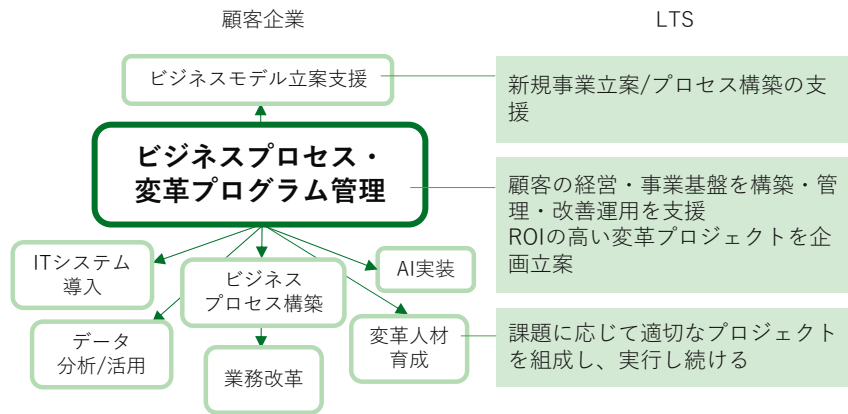 顧客企業
LTS
ビジネスモデル立案支援
新規事業立案/プロセス構築の支
援
ビジネスプロセス・
変革プログラム管理
顧客の経営・事業基盤を構築・管
理・改善運用を支援
ROIの高い変革プロジェクトを企
画立案
ITシステム
導入
ビジネス
プロセス構築
AI実装
データ
分析/活用
業務改革
変革人材
育成
課題に応じて適切なプロジェクト
を組成し、実行し続ける